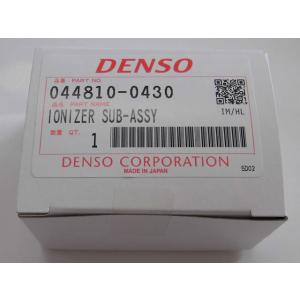 DENSO
品番 PART NO.
044810-0430
品名 PART NAME
IONIZER SUB-ASSY
IM/HL
数量 QT.
1
DENSO CORPORATION
MADE IN JAPAN
SD02